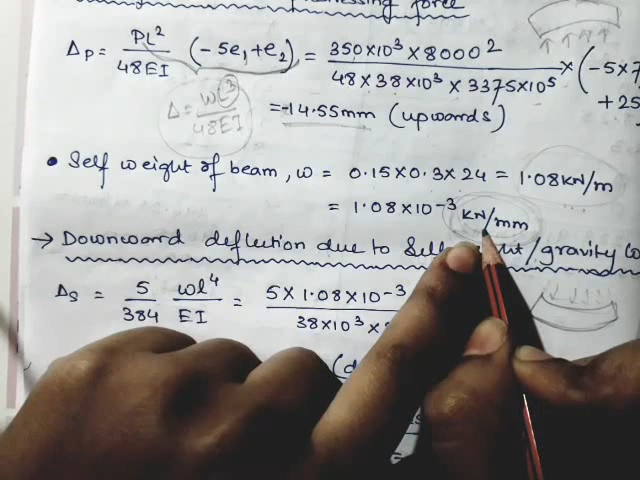 force
Δp = PL²/48EI (-5e₁+e₂) = 350×10³×8000²/48×38×10³×3375×10⁵ × (-5×7
+25
Δ = WL³/48EI
= -14.55mm (upwards)
• Self weight of beam, w = 0.15×0.3×24 = 1.08KN/m
= 1.08×10⁻³ KN/mm
→ Downward deflection due to Self /gravity
Δs = 5/384 wl⁴/EI = 5×1.08×10⁻³/38×10³×